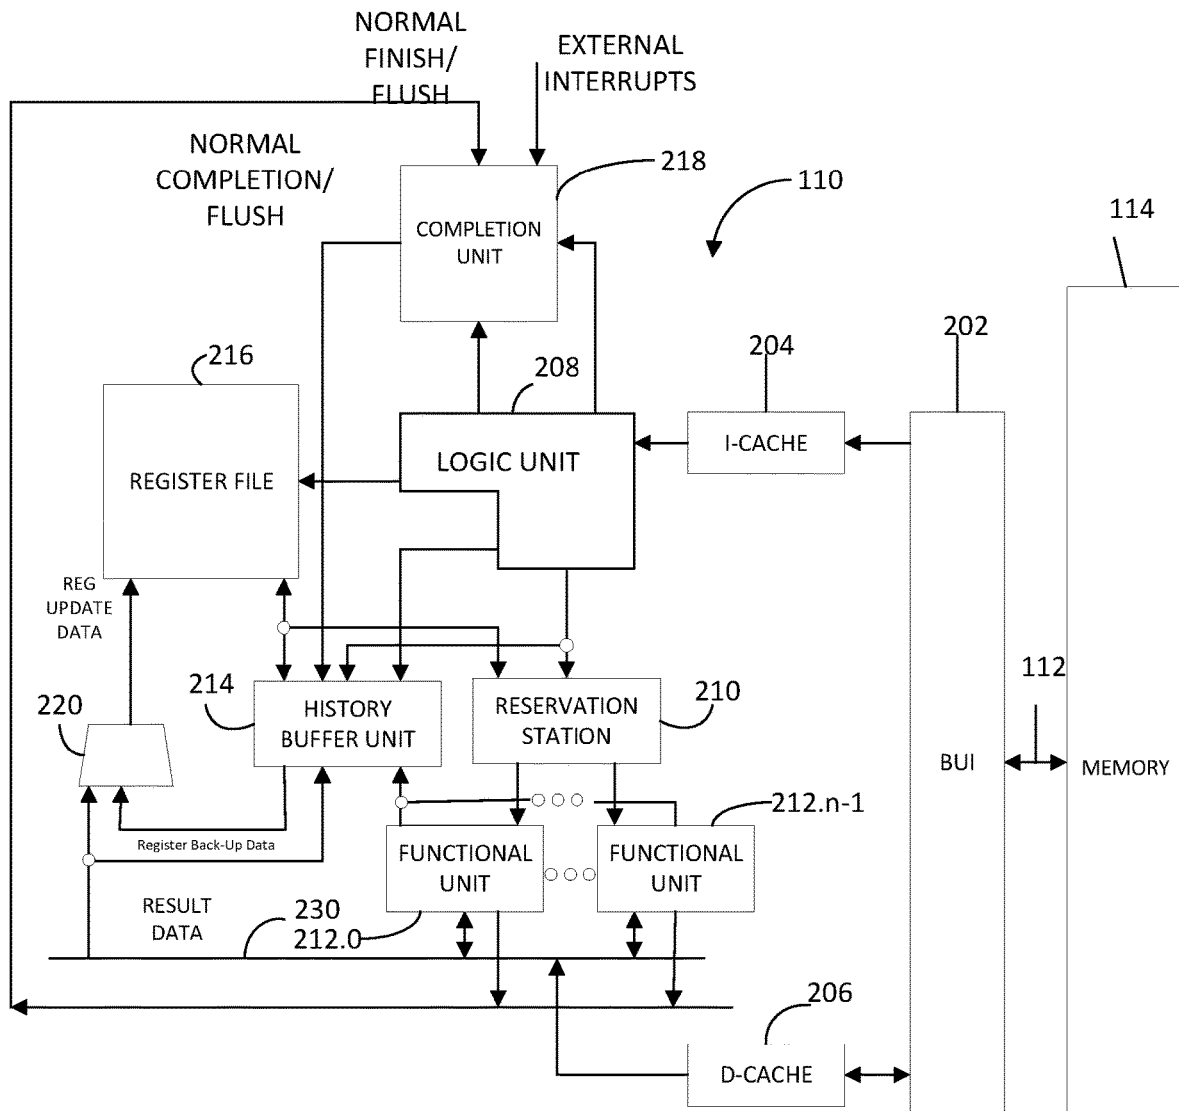 NORMAL
FINISH/
FLUSH
EXTERNAL
INTERRUPTS
NORMAL
COMPLETION/
FLUSH
218
110
114
COMPLETION
UNIT
202
204
216
208
I-CACHE
LOGIC UNIT
REGISTER FILE
REG
UPDATE
DATA
214
210
112
220
HISTORY
BUFFER UNIT
RESERVATION
STATION
BUI
MEMORY
212.n-1
Register Back-Up Data
FUNCTIONAL
UNIT
FUNCTIONAL
UNIT
RESULT
DATA
230
212.0
206
D-CACHE